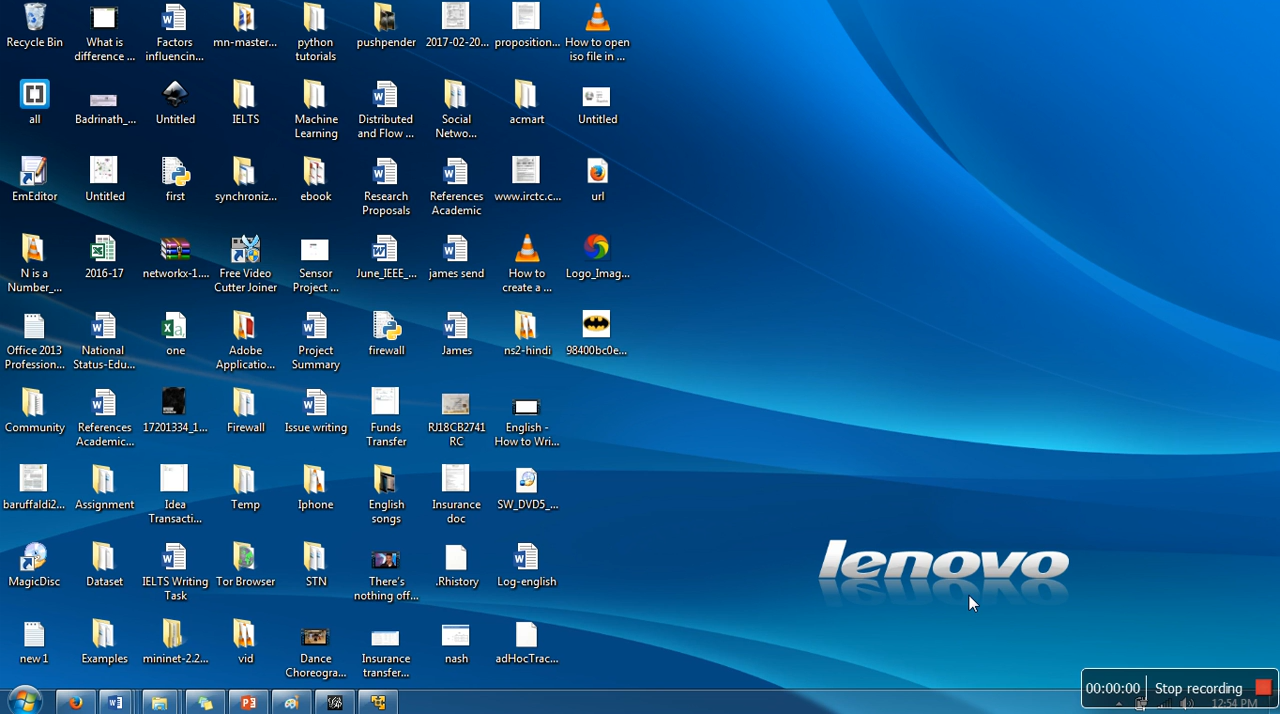 Recycle Bin
What is
difference ...
Factors
influencin...
mn-master...
python
tutorials
pushpender
2017-02-20...
proposition...
How to open
iso file in ...
all
Badrinath_...
Untitled
IELTS
Machine
Learning
Distributed
and Flow ...
Social
Netwo...
acmart
Untitled
EmEditor
Untitled
first
synchroniz...
ebook
Research
Proposals
References
Academic
www.irctc.c...
url
N is a
Number_...
2016-17
networkx-1....
Free Video
Cutter Joiner
Sensor
Project ...
June_IEEE_...
james send
How to
create a ...
Logo_Imag...
Office 2013
Profession...
National
Status-Edu...
one
Adobe
Applicatio...
Project
Summary
firewall
James
ns2-hindi
98400bc0e...
Community
References
Academic...
17201334_1...
Firewall
Issue writing
Funds
Transfer
RJ18CB2741
RC
English -
How to Wri...
baruffaldi2...
Assignment
Idea
Transacti...
Temp
Iphone
English
songs
Insurance
doc
SW_DVD5_...
MagicDisc
Dataset
IELTS Writing
Task
Tor Browser
STN
There's
nothing off...
.Rhistory
Log-english
lenovo
new 1
Examples
mininet-2.2...
vid
Dance
Choreogra...
Insurance
transfer...
nash
adHocTrac...
00:00:00
Stop recording
12:54 PM